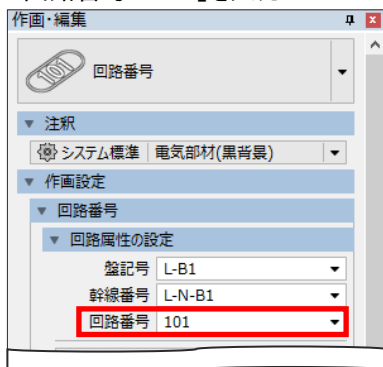 作画・編集
101
回路番号
注釈
システム標準 電気部材(黒背景)
作画設定
回路番号
回路属性の設定
盤記号 L-B1
幹線番号 L-N-B1
回路番号 101